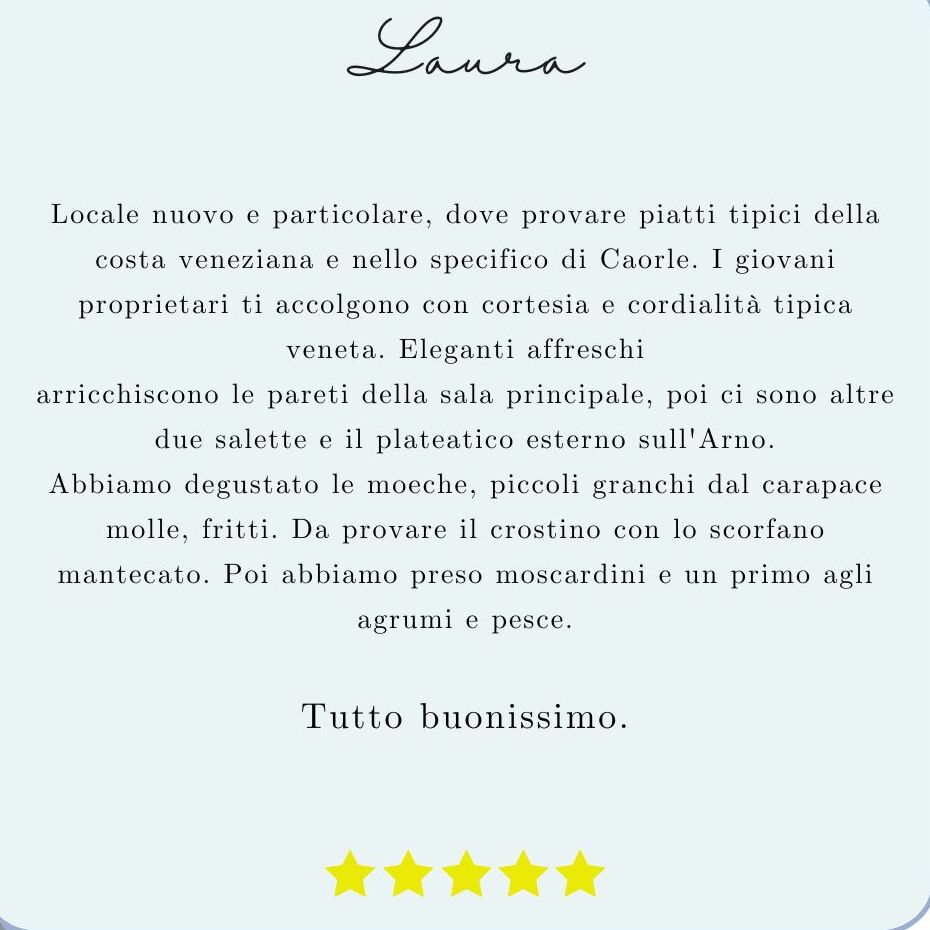 Laura
Locale nuovo e particolare, dove provare piatti tipici della
costa veneziana e nello specifico di Caorle. I giovani
proprietari ti accolgono con cortesia e cordialità tipica
veneta. Eleganti affreschi
arricchiscono le pareti della sala principale, poi ci sono altre
due salette e il plateatico esterno sull'Arno.
Abbiamo degustato le moeche, piccoli granchi dal carapace
molle, fritti. Da provare il crostino con lo scorfano
mantecato. Poi abbiamo preso moscardini e un primo agli
agrumi e pesce.
Tutto buonissimo.